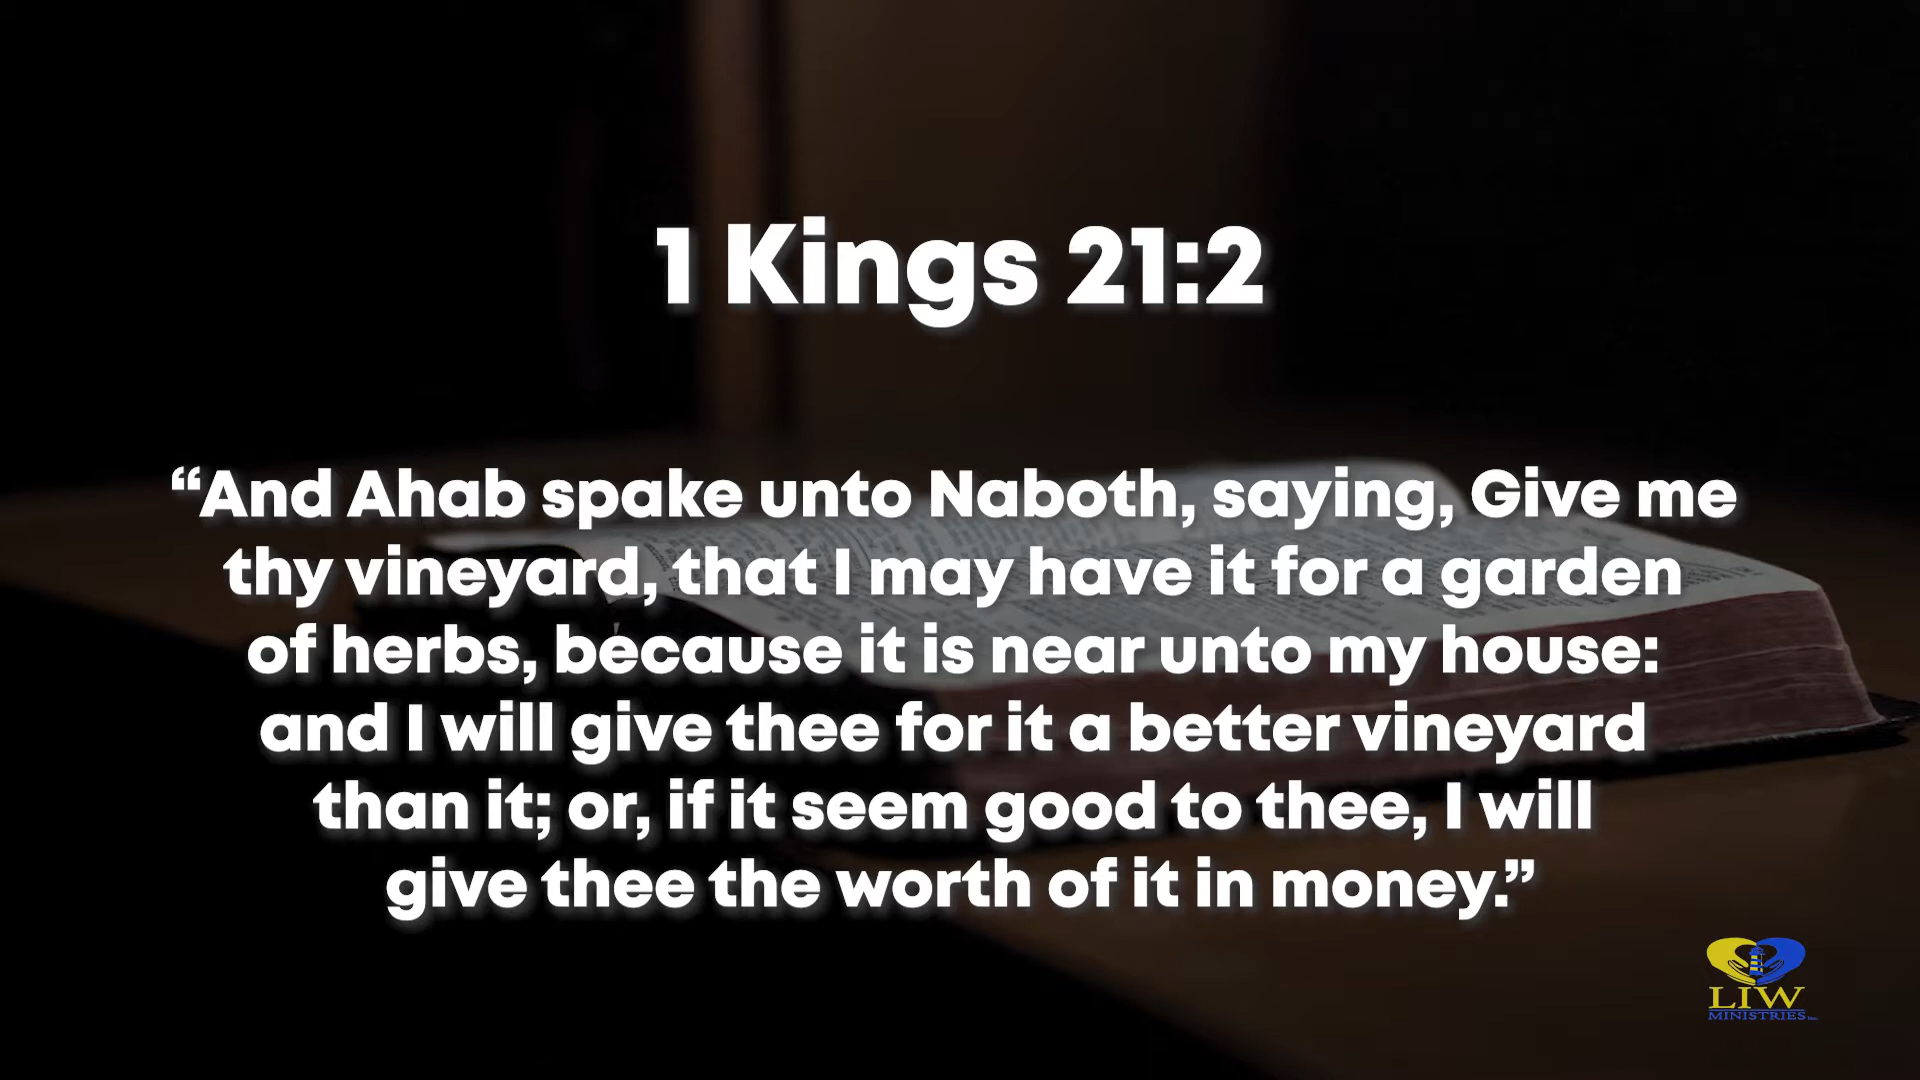 1 Kings 21:2
“And Ahab spake unto Naboth, saying, Give me
thy vineyard, that I may have it for a garden
of herbs, because it is near unto my house:
and I will give thee for it a better vineyard
than it; or, if it seem good to thee, I will
give thee the worth of it in money.”
LIW
MINISTRIES